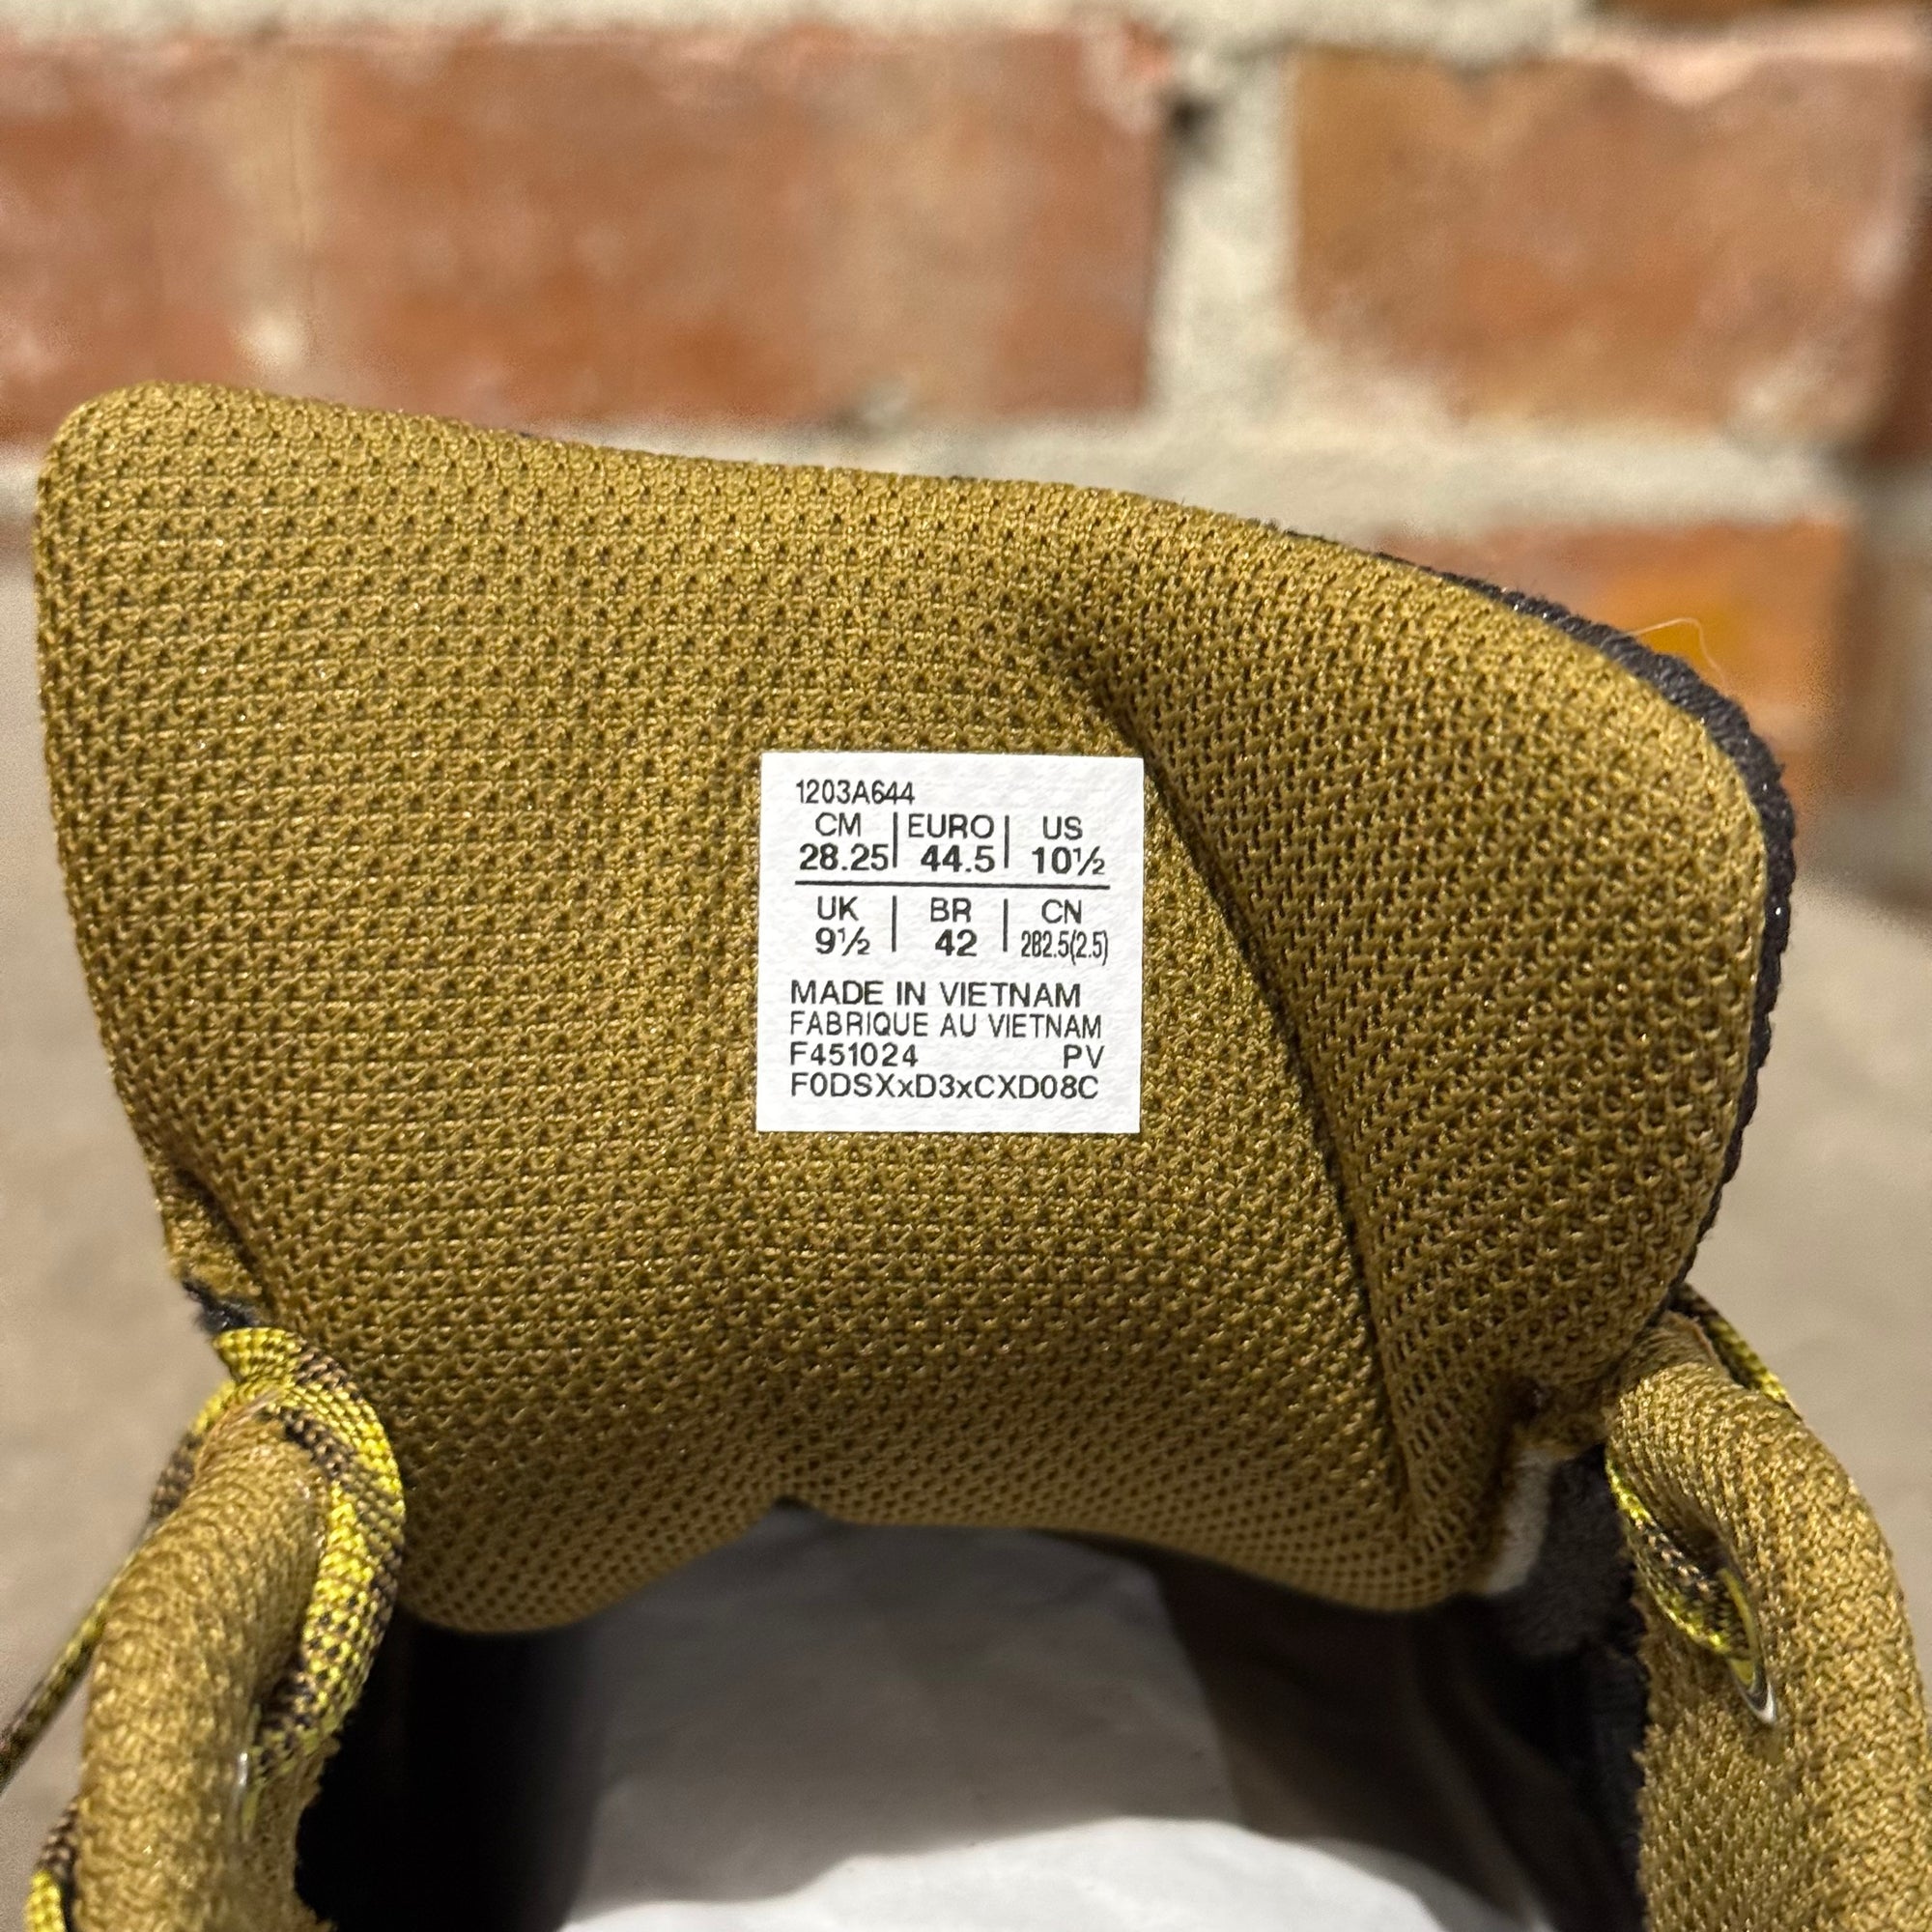 1203A644
CM EURO US
28.25 44.5 10½
UK BR CN
9½ 42 282.5(2.5)
MADE IN VIETNAM
FABRIQUE AU VIETNAM
F451024 PV
F0DSXxD3xCXD08C